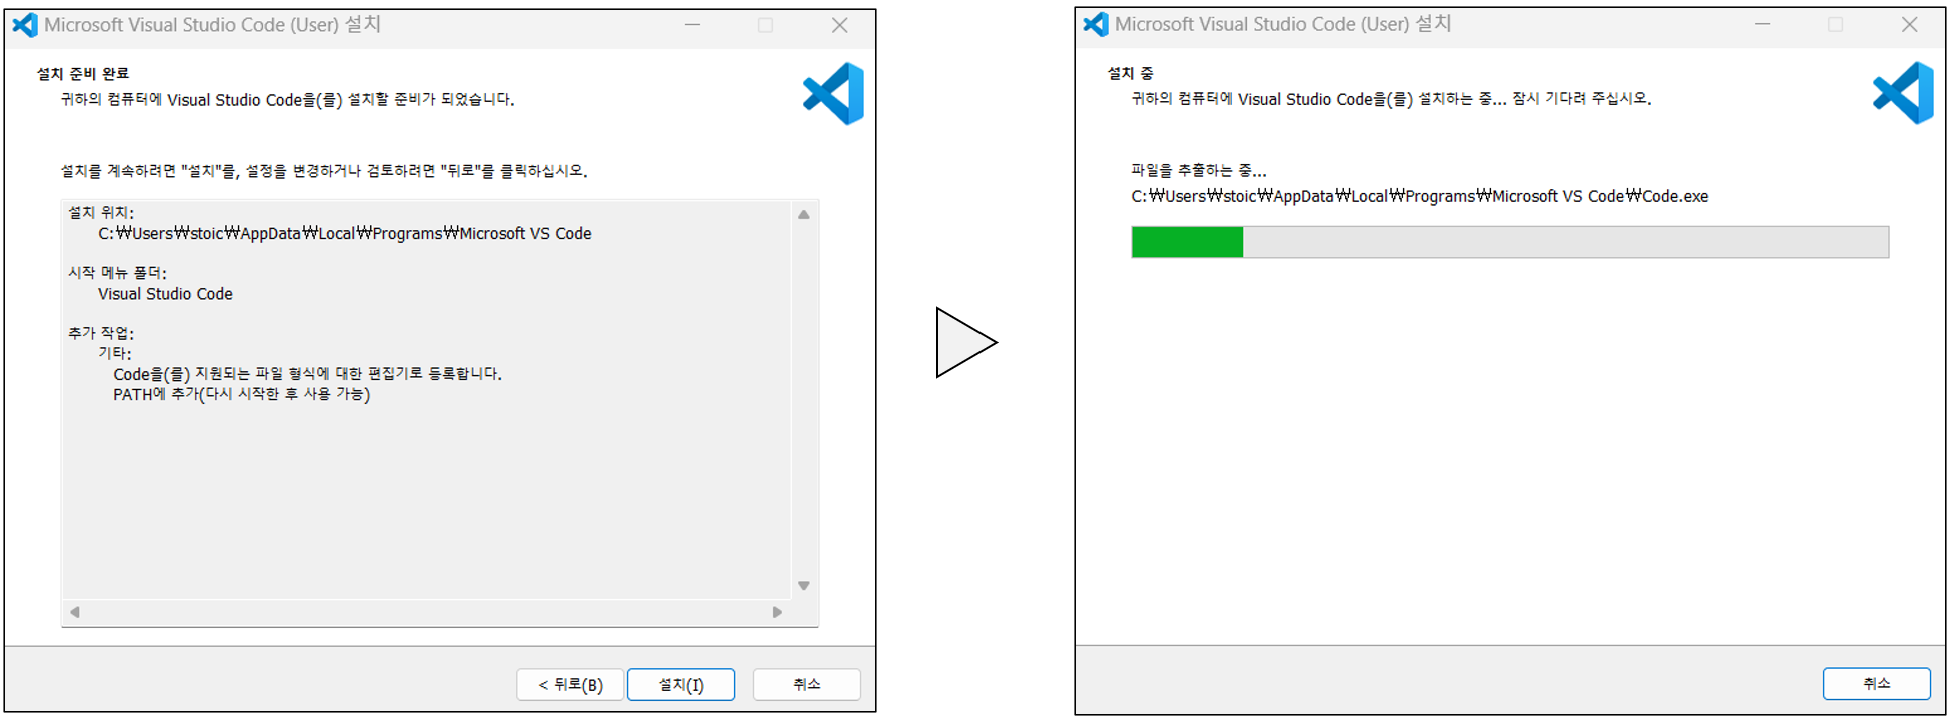 Microsoft Visual Studio Code (User) 설치
설치 준비 완료
귀하의 컴퓨터에 Visual Studio Code을(를) 설치할 준비가 되었습니다.
설치를 계속하려면 "설치"를, 설정을 변경하거나 검토하려면 "뒤로"를 클릭하십시오.
설치 위치:
C:₩Users₩stoic₩AppData₩Local₩Programs₩Microsoft VS Code
시작 메뉴 폴더:
Visual Studio Code
추가 작업:
기타:
Code을(를) 지원되는 파일 형식에 대한 편집기로 등록합니다.
PATH에 추가(다시 시작한 후 사용 가능)
< 뒤로(B)
설치(I)
취소
Microsoft Visual Studio Code (User) 설치
설치 중
귀하의 컴퓨터에 Visual Studio Code을(를) 설치하는 중... 잠시 기다려 주십시오.
파일을 추출하는 중...
C:₩Users₩stoic₩AppData₩Local₩Programs₩Microsoft VS Code₩Code.exe
취소